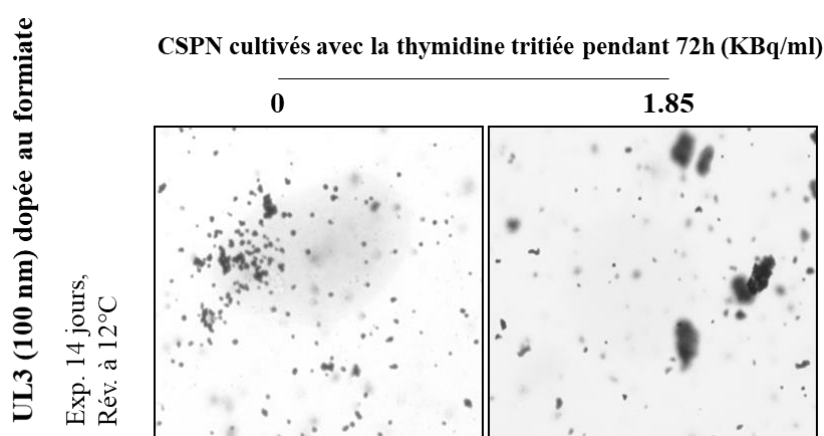 CSPN cultivés avec la thymidine tritiée pendant 72h (KBq/ml)
0
1.85
UL3 (100 nm) dopée au formiate
Exp. 14 jours,
Rév. à 12°C